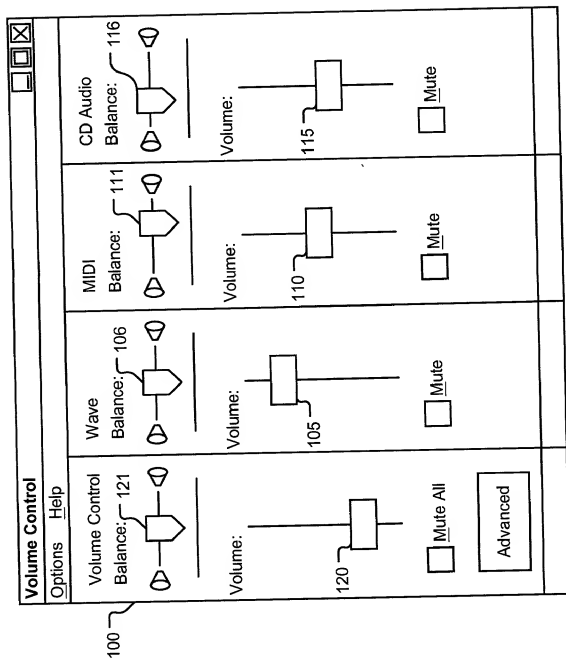 Volume Control
Options Help
Volume Control
Balance: 121
Volume:
120
Mute All
Advanced
Wave
Balance: 106
Volume:
105
Mute
MIDI
Balance: 111
Volume:
110
Mute
CD Audio
Balance: 116
Volume:
115
Mute
100